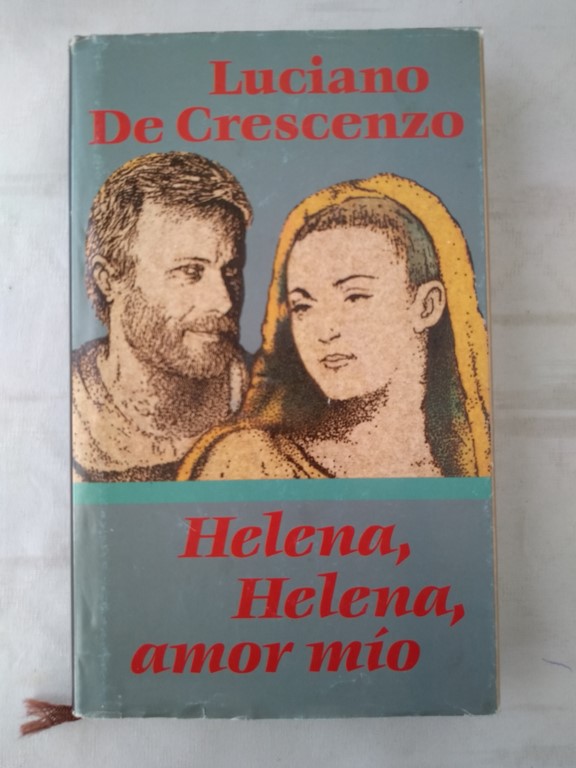 Luciano
De Crescenzo
Helena,
Helena,
amor mío